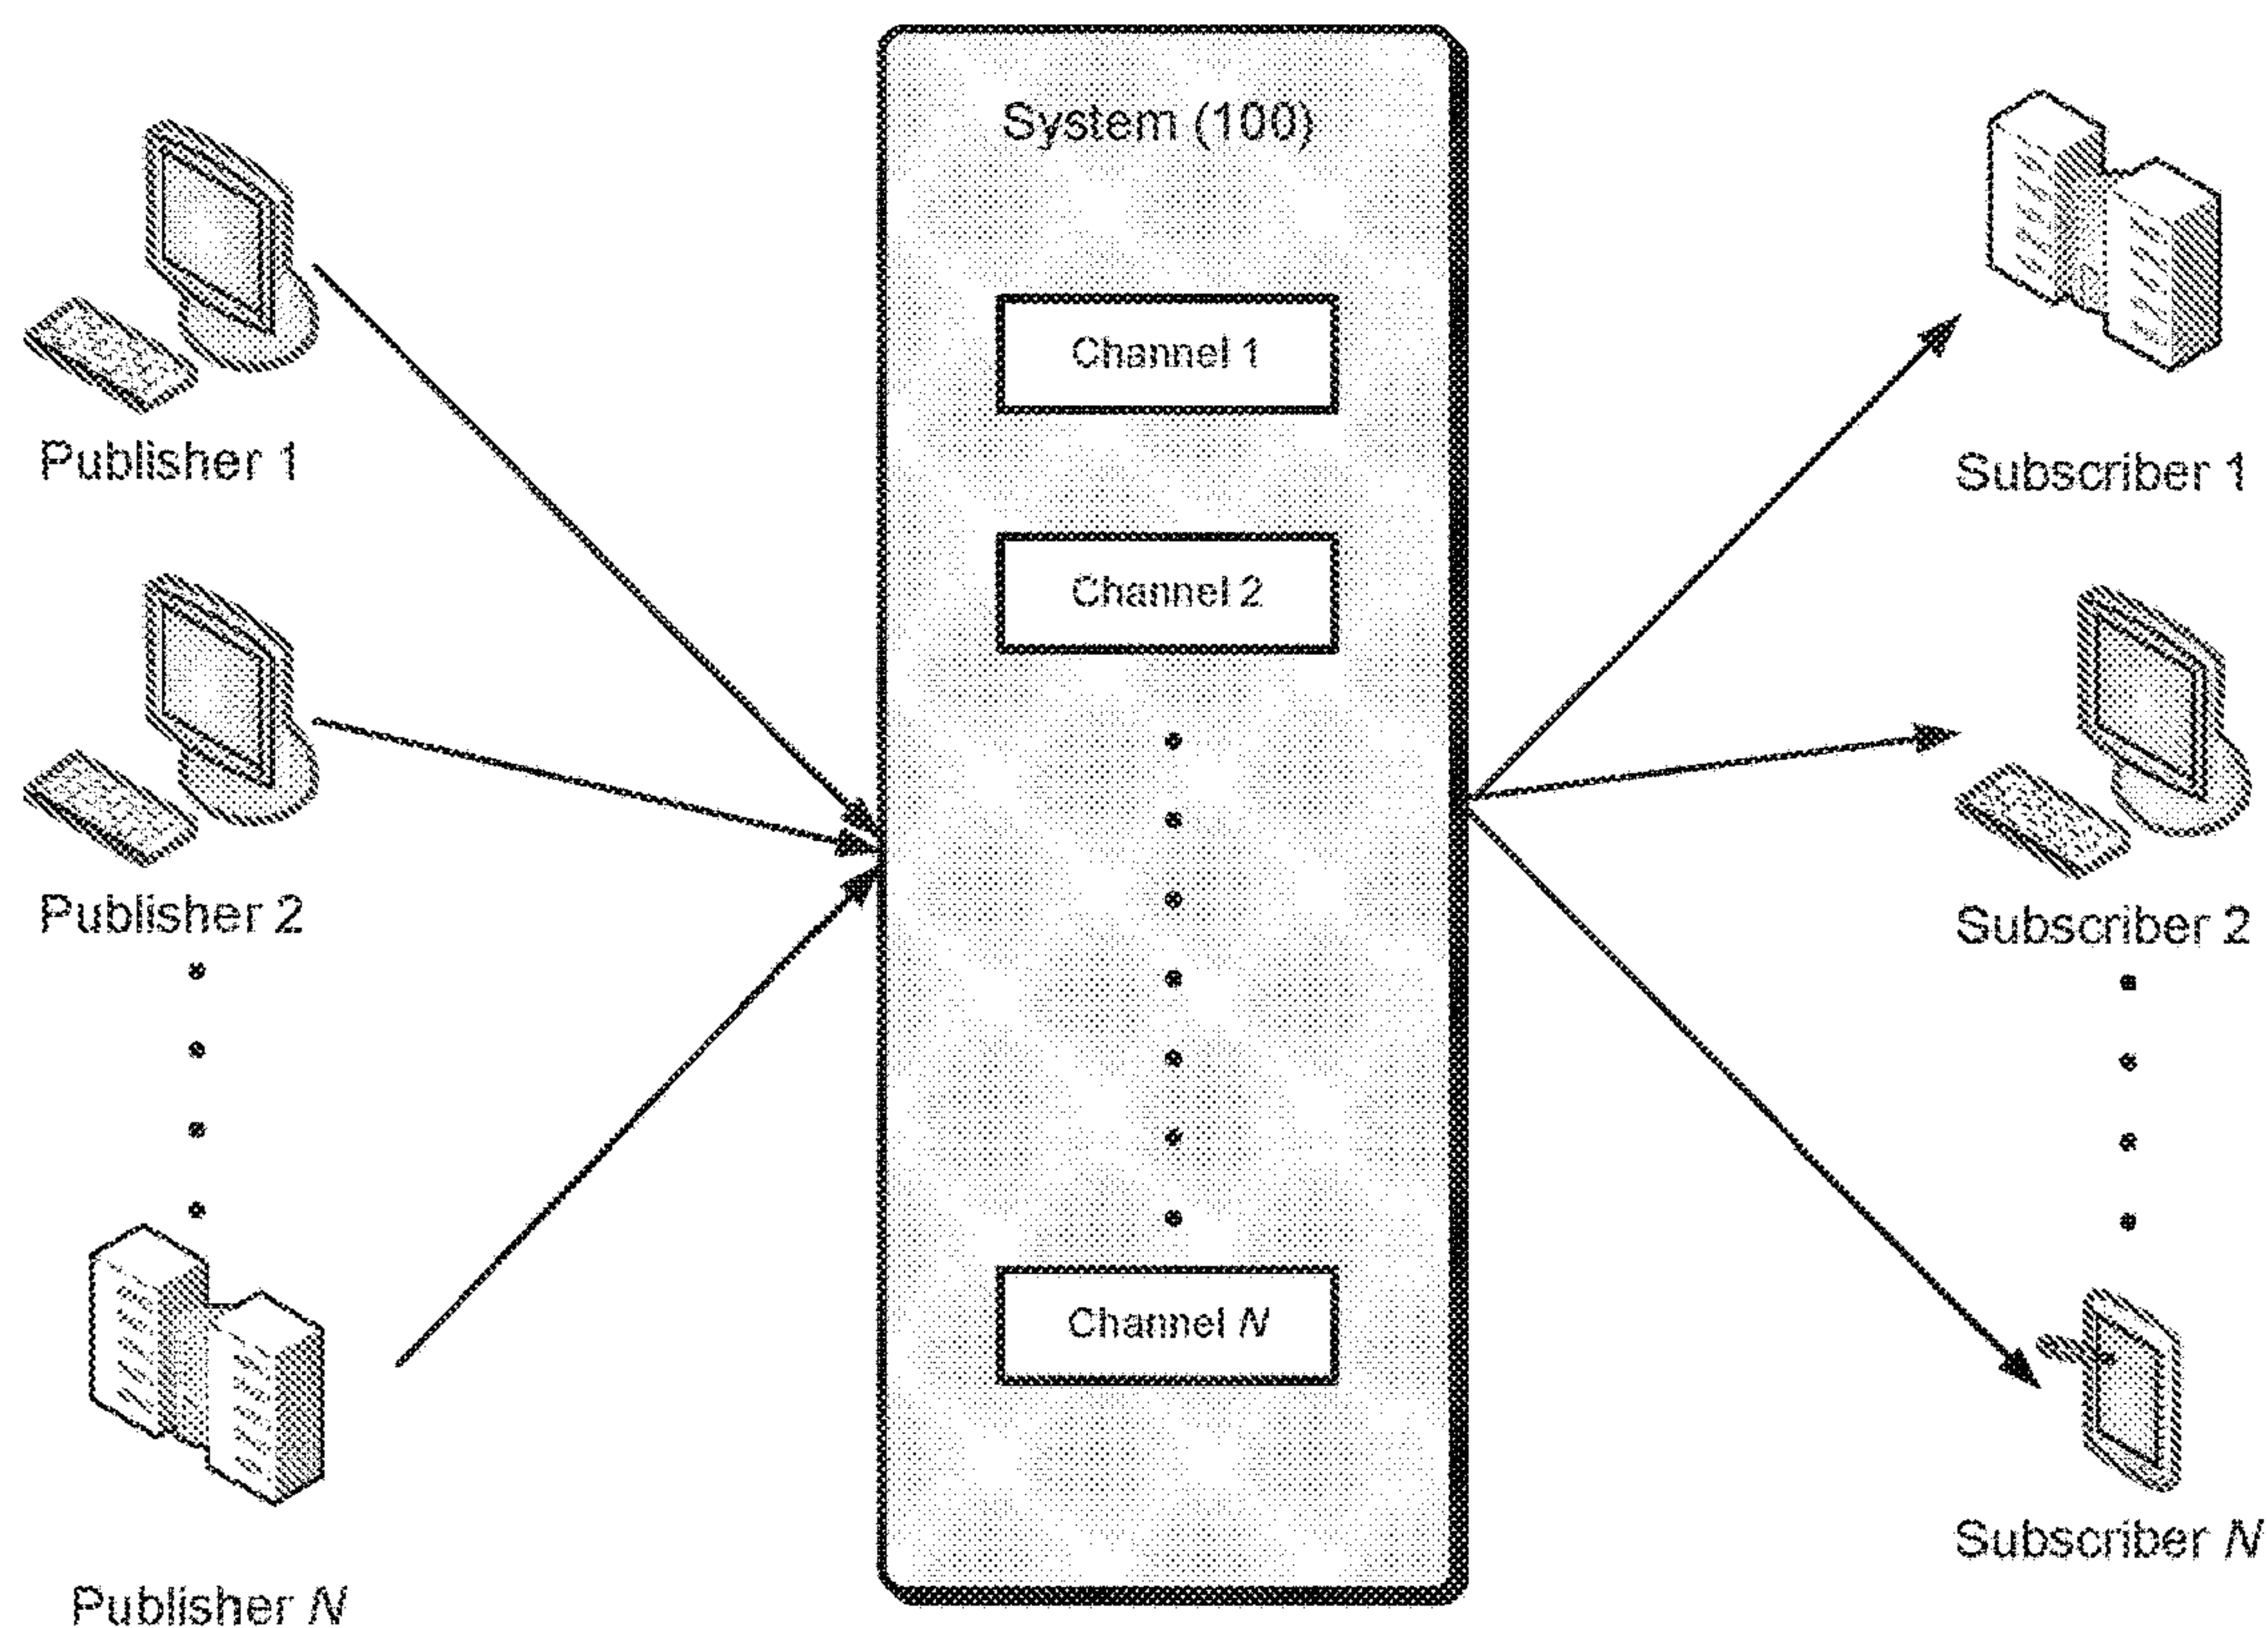 System (100)
Publisher 1
Publisher 2
Publisher N
Channel 1
Channel 2
Channel N
Subscriber 1
Subscriber 2
Subscriber N